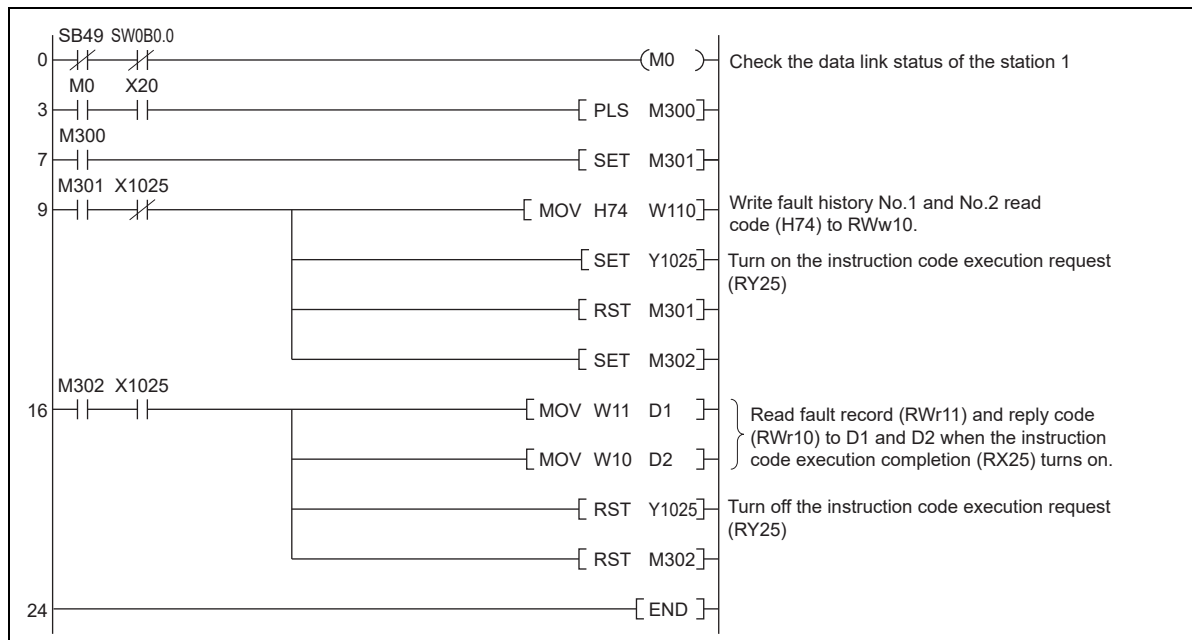 SB49 SW0B0.0
0 (M0 ) Check the data link status of the station 1
M0 X20
3 [ PLS M300]
M300
7 [ SET M301]
M301 X1025
9 [ MOV H74 W110] Write fault history No.1 and No.2 read
code (H74) to RWw10.
[ SET Y1025] Turn on the instruction code execution request
(RY25)
[ RST M301]
[ SET M302]
M302 X1025
16 [ MOV W11 D1 ] Read fault record (RWr11) and reply code
(RWr10) to D1 and D2 when the instruction
[ MOV W10 D2 ] code execution completion (RX25) turns on.
[ RST Y1025] Turn off the instruction code execution request
(RY25)
[ RST M302]
24 [ END ]